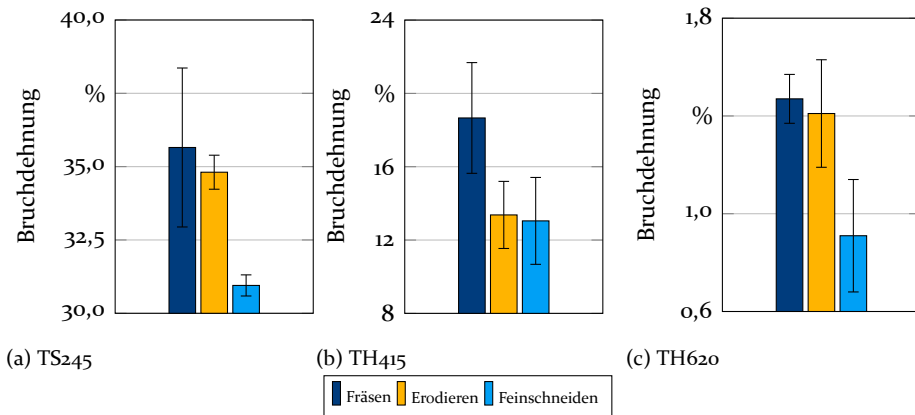 40,0
%
35,0
32,5
30,0
Bruchdehnung
(a) TS245
24
%
16
12
8
Bruchdehnung
(b) TH415
1,8
%
1,0
0,6
Bruchdehnung
(c) TH620
Fräsen Erodieren Feinschneiden